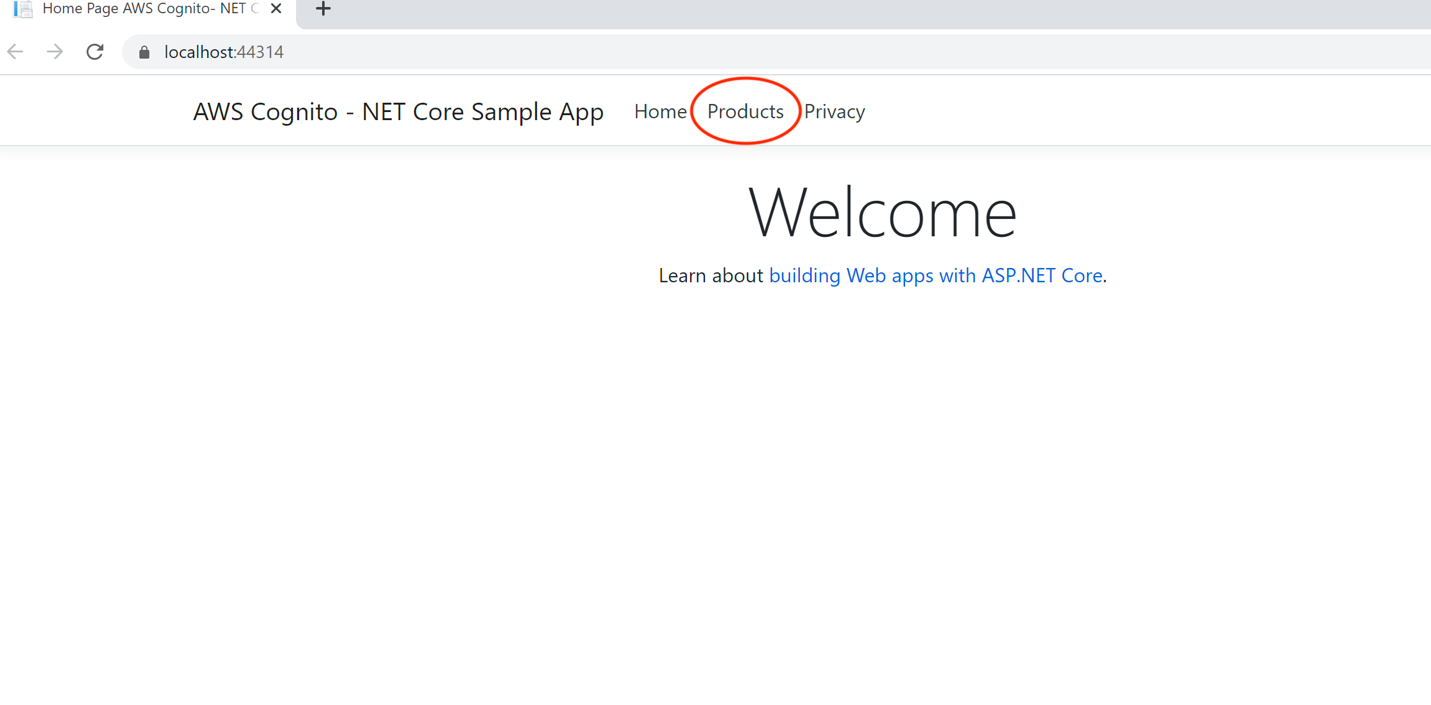 Home Page AWS Cognito- NET C
localhost:44314
AWS Cognito - NET Core Sample App Home Products Privacy
Welcome
Learn about building Web apps with ASP.NET Core.